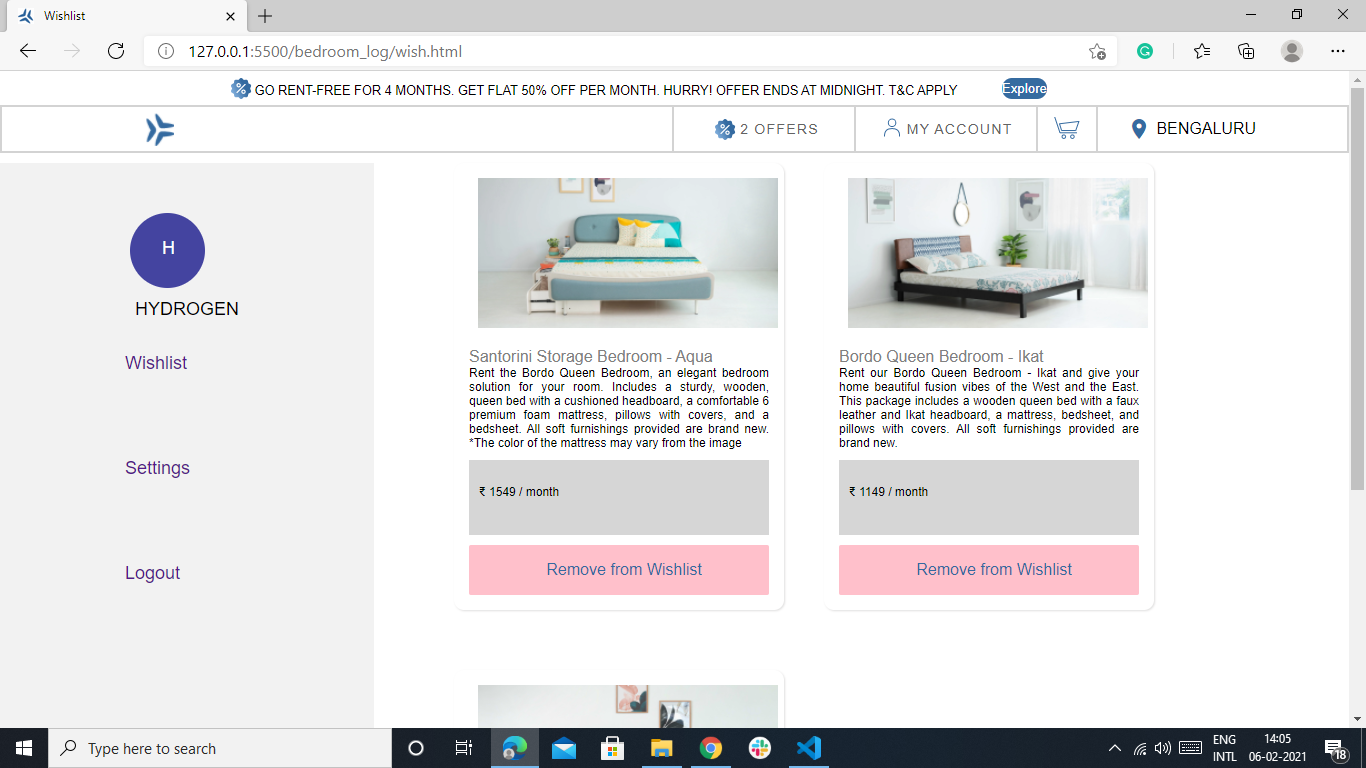 Wishlist
127.0.0.1:5500/bedroom_log/wish.html
GO RENT-FREE FOR 4 MONTHS. GET FLAT 50% OFF PER MONTH. HURRY! OFFER ENDS AT MIDNIGHT. T&C APPLY
Explore
2 OFFERS
MY ACCOUNT
BENGALURU
H
HYDROGEN
Wishlist
Settings
Logout
Santorini Storage Bedroom - Aqua
Rent the Bordo Queen Bedroom, an elegant bedroom
solution for your room. Includes a sturdy, wooden,
queen bed with a cushioned headboard, a comfortable 6
premium foam mattress, pillows with covers, and a
bedsheet. All soft furnishings provided are brand new.
*The color of the mattress may vary from the image
₹ 1549 / month
Remove from Wishlist
Bordo Queen Bedroom - Ikat
Rent our Bordo Queen Bedroom - Ikat and give your
home beautiful fusion vibes of the West and the East.
This package includes a wooden queen bed with a faux
leather and Ikat headboard, a mattress, bedsheet, and
pillows with covers. All soft furnishings provided are
brand new.
₹ 1149 / month
Remove from Wishlist
Type here to search
ENG
INTL
14:05
06-02-2021
18